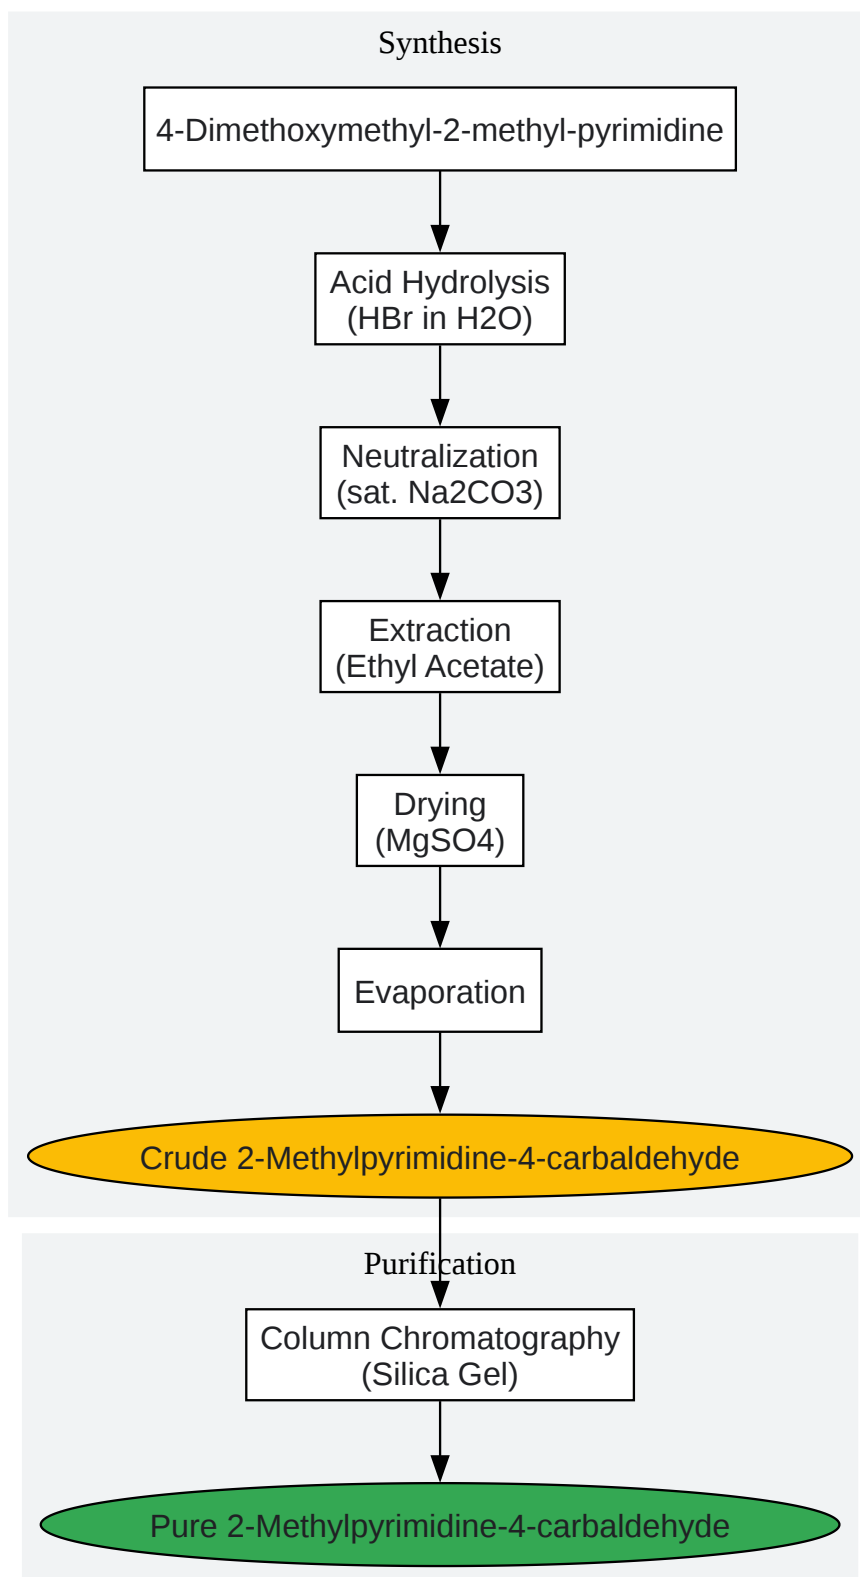 Synthesis
4-Dimethoxymethyl-2-methyl-pyrimidine
Acid Hydrolysis
(HBr in H2O)
Neutralization
(sat. Na2CO3)
Extraction
(Ethyl Acetate)
Drying
(MgSO4)
Evaporation
Crude 2-Methylpyrimidine-4-carbaldehyde
Purification
Column Chromatography
(Silica Gel)
Pure 2-Methylpyrimidine-4-carbaldehyde